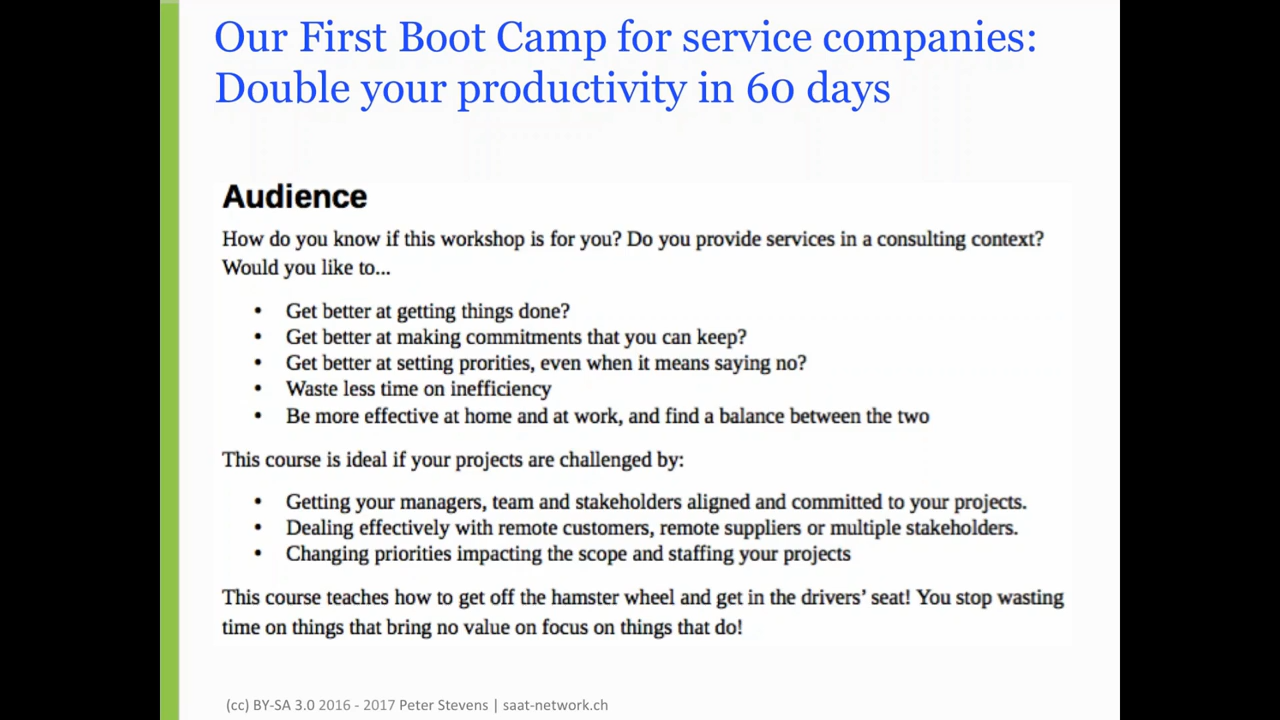 Our First Boot Camp for service companies:
Double your productivity in 60 days
Audience
How do you know if this workshop is for you? Do you provide services in a consulting context?
Would you like to...
• Get better at getting things done?
• Get better at making commitments that you can keep?
• Get better at setting prorities, even when it means saying no?
• Waste less time on inefficiency
• Be more effective at home and at work, and find a balance between the two
This course is ideal if your projects are challenged by:
• Getting your managers, team and stakeholders aligned and committed to your projects.
• Dealing effectively with remote customers, remote suppliers or multiple stakeholders.
• Changing priorities impacting the scope and staffing your projects
This course teaches how to get off the hamster wheel and get in the drivers’ seat! You stop wasting
time on things that bring no value on focus on things that do!
(cc) BY-SA 3.0 2016 - 2017 Peter Stevens | saat-network.ch